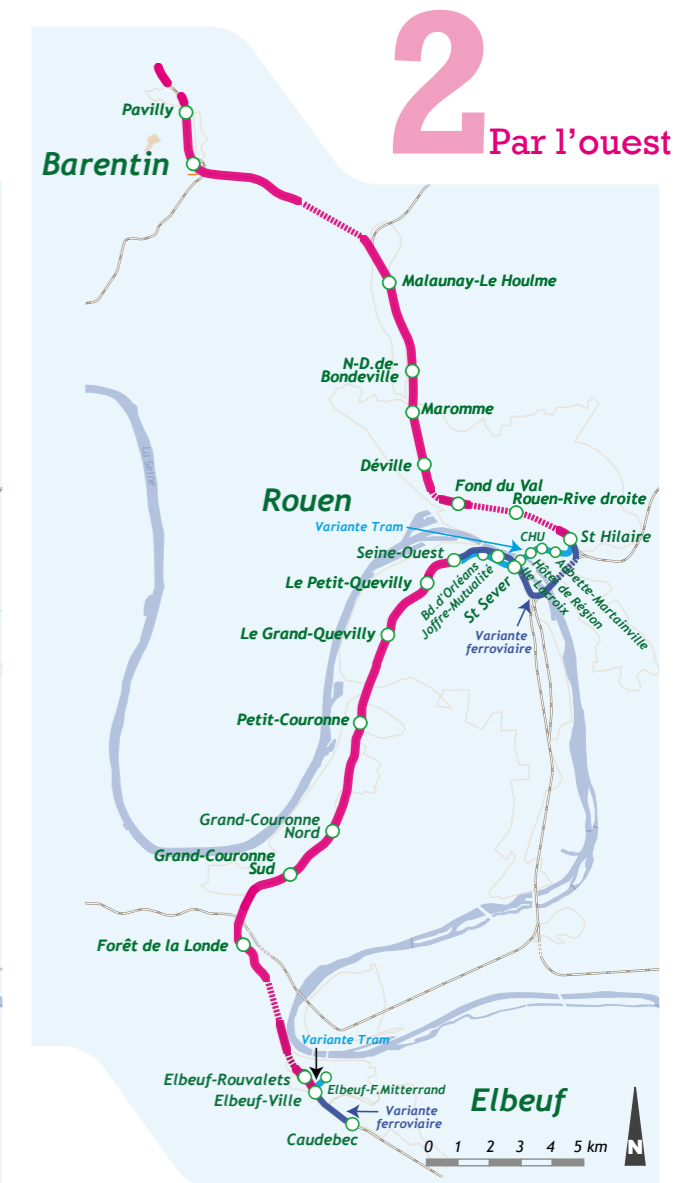 2
Par l'ouest
Pavilly
Barentin
Malaunay-Le Houlme
La Seine
N-D.de-
Bondeville
Maromme
Déville
Fond du Val
Rouen
Rouen-Rive droite
Variante Tram
CHU
St Hilaire
Seine-Ouest
Le Petit-Quevilly
Bd.d'Orléans
Joffre-Mutualité
St Sever
Ile Lacroix
Hôtel de Région
Aubette-Martainville
Le Grand-Quevilly
Variante
ferroviaire
Petit-Couronne
Grand-Couronne
Nord
Grand-Couronne
Sud
Forêt de la Londe
Variante Tram
Elbeuf-Rouvalets
Elbeuf-F.Mitterrand
Elbeuf-Ville
Elbeuf
Variante
ferroviaire
Caudebec
0 1 2 3 4 5 km
N